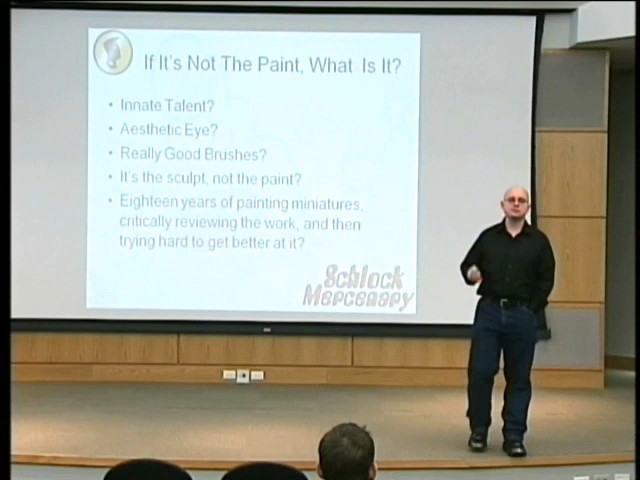 If It's Not The Paint, What Is It?
• Innate Talent?
• Aesthetic Eye?
• Really Good Brushes?
• It's the sculpt, not the paint?
• Eighteen years of painting miniatures,
critically reviewing the work, and then
trying hard to get better at it?
Schlock
Mercenary